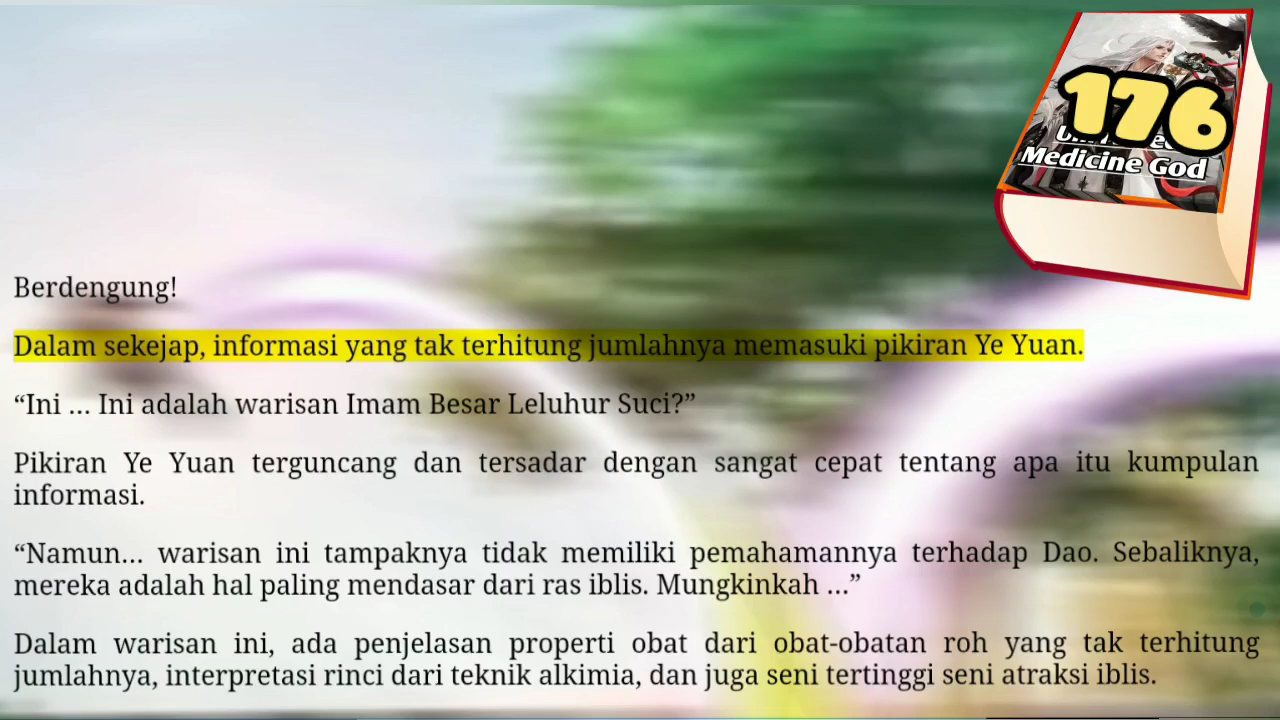 176
Medicine God
Berdengung!
Dalam sekejap, informasi yang tak terhitung jumlahnya memasuki pikiran Ye Yuan.
“Ini … Ini adalah warisan Imam Besar Leluhur Suci?”
Pikiran Ye Yuan terguncang dan tersadar dengan sangat cepat tentang apa itu kumpulan
informasi.
“Namun… warisan ini tampaknya tidak memiliki pemahamannya terhadap Dao. Sebaliknya,
mereka adalah hal paling mendasar dari ras iblis. Mungkinkah …”
Dalam warisan ini, ada penjelasan properti obat dari obat-obatan roh yang tak terhitung
jumlahnya, interpretasi rinci dari teknik alkimia, dan juga seni tertinggi seni atraksi iblis.